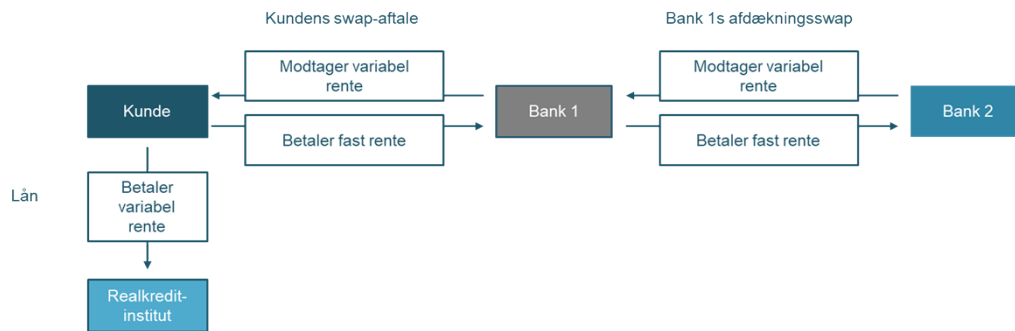 Kundens swap-aftale
Bank 1s afdækningsswap
Modtager variabel
rente
Modtager variabel
rente
Kunde
Bank 1
Bank 2
Betaler fast rente
Betaler fast rente
Lån
Betaler
variabel
rente
Realkredit-
institut